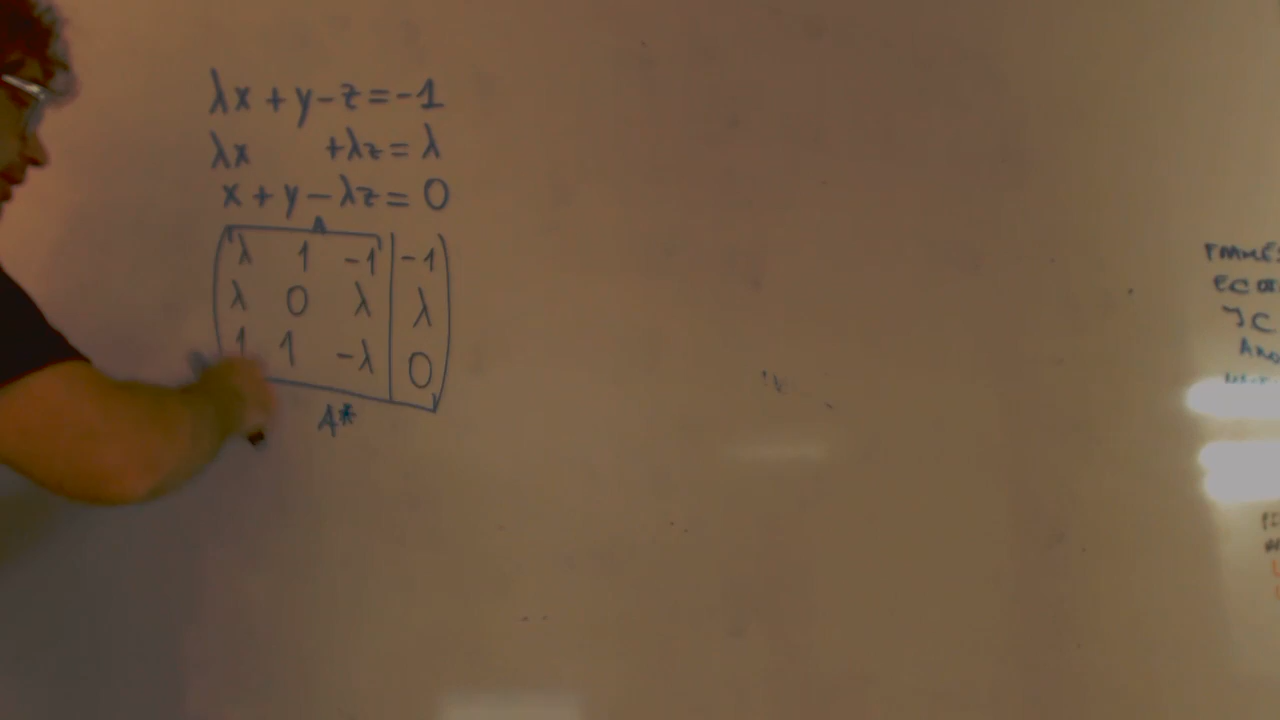 λx + y - z = -1
λx + λz = λ
x + y - λz = 0
A
λ 1 -1 | -1
λ 0 λ | λ
1 1 -λ | 0
A*